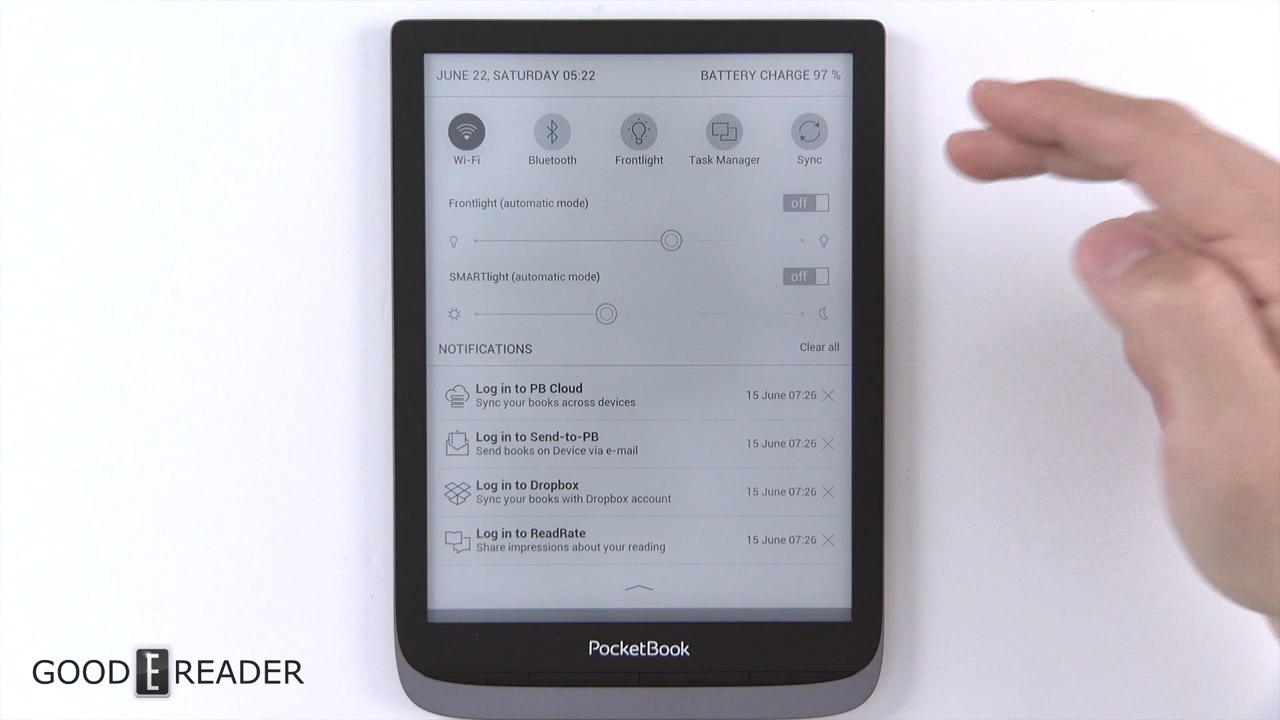 JUNE 22, SATURDAY 05:22 BATTERY CHARGE 97 %
Wi-Fi Bluetooth Frontlight Task Manager Sync
Frontlight (automatic mode) off
SMARTlight (automatic mode) off
NOTIFICATIONS Clear all
Log in to PB Cloud
Sync your books across devices
15 June 07:26
Log in to Send-to-PB
Send books on Device via e-mail
15 June 07:26
Log in to Dropbox
Sync your books with Dropbox account
15 June 07:26
Log in to ReadRate
Share impressions about your reading
15 June 07:26
PocketBook
GOOD E READER